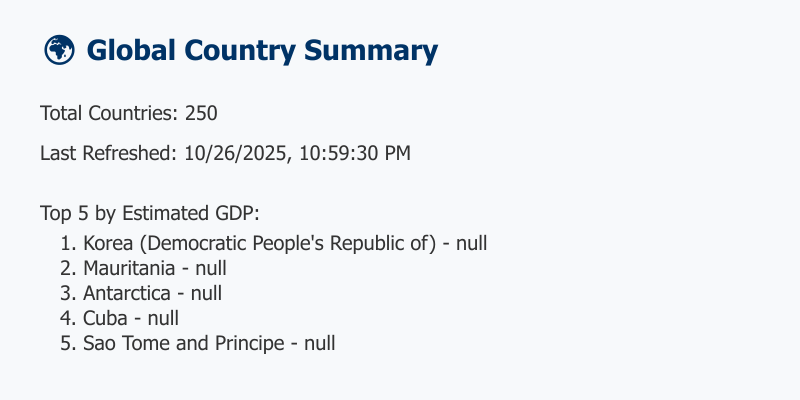 🌍 Global Country Summary
Total Countries: 250
Last Refreshed: 10/26/2025, 10:59:30 PM
Top 5 by Estimated GDP:
1. Korea (Democratic People's Republic of) - null
2. Mauritania - null
3. Antarctica - null
4. Cuba - null
5. Sao Tome and Principe - null